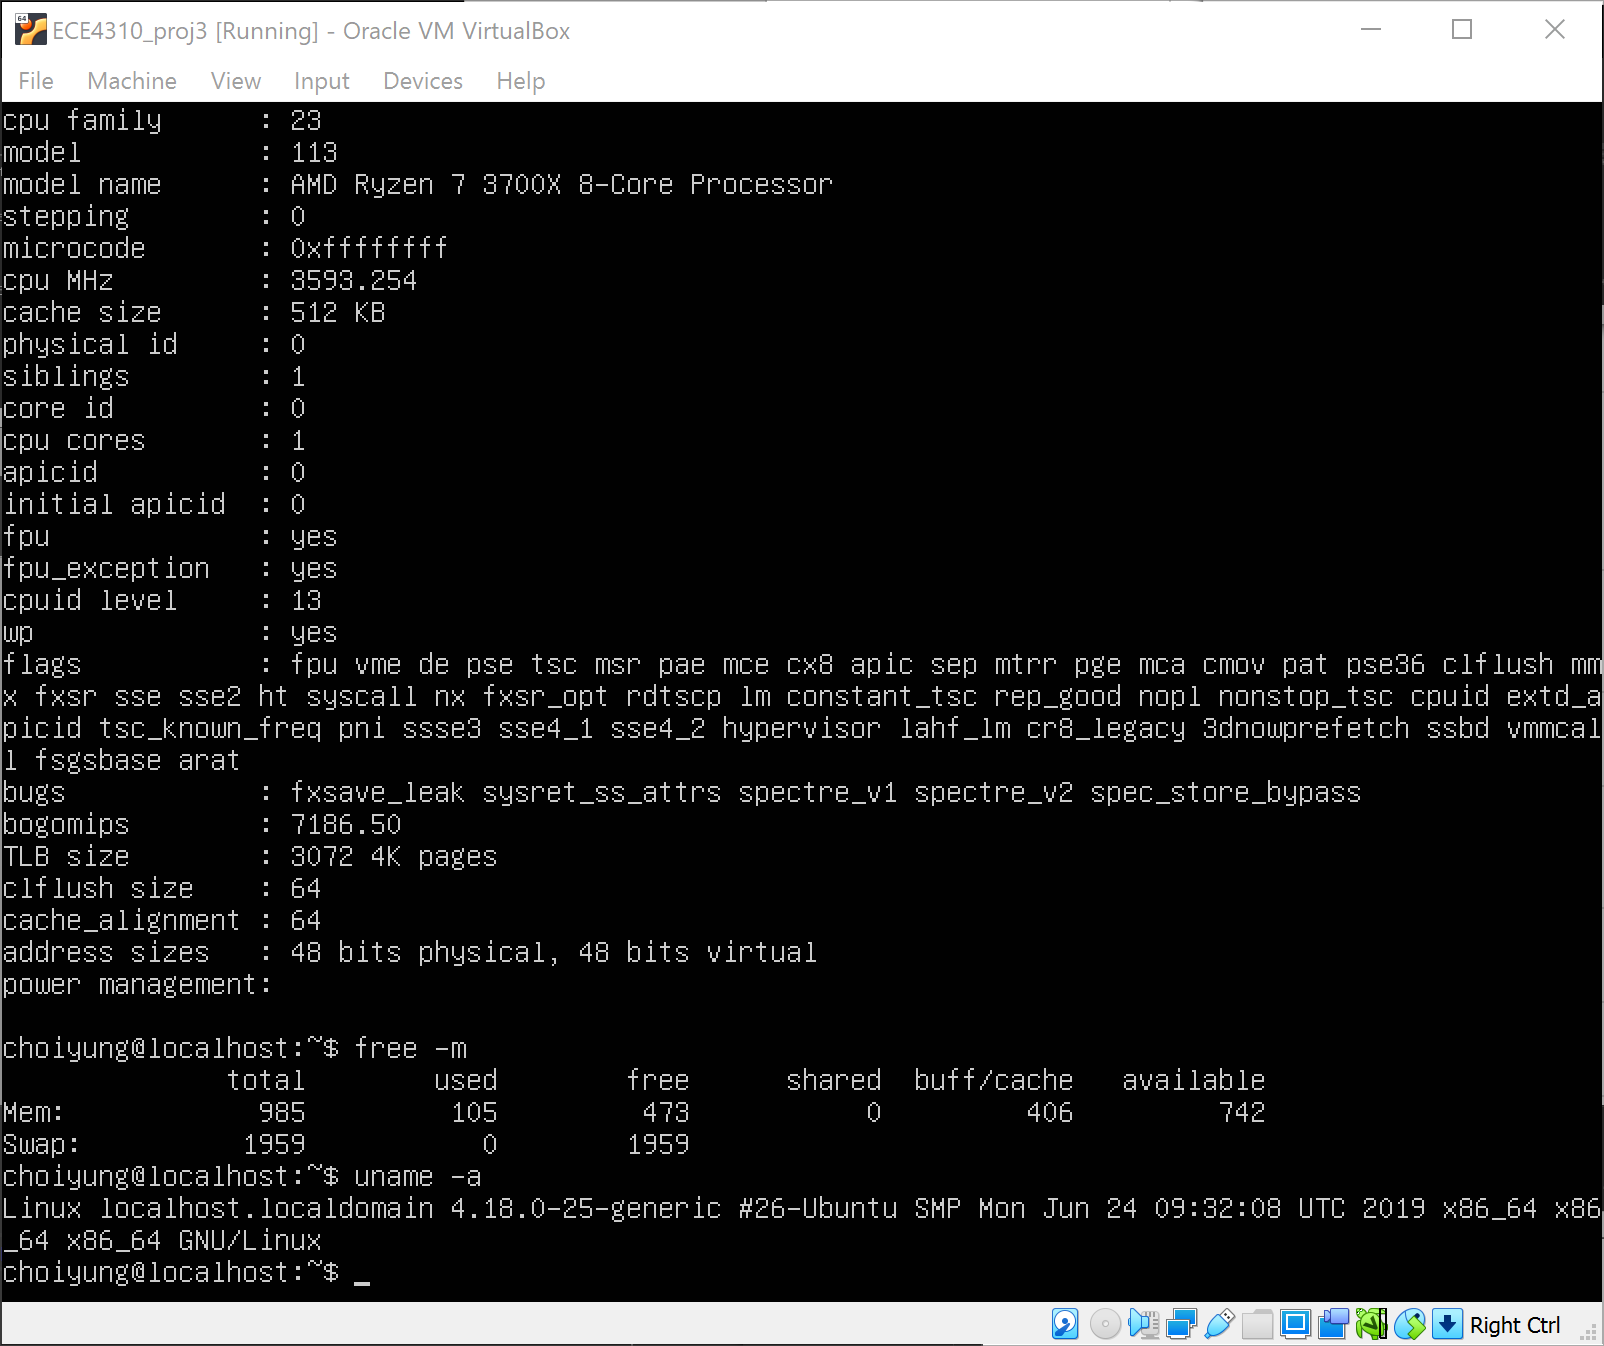 64
ECE4310_proj3 [Running] - Oracle VM VirtualBox
File Machine View Input Devices Help
cpu family : 23
model : 113
model name : AMD Ryzen 7 3700X 8-Core Processor
stepping : 0
microcode : 0xffffffff
cpu MHz : 3593.254
cache size : 512 KB
physical id : 0
siblings : 1
core id : 0
cpu cores : 1
apicid : 0
initial apicid : 0
fpu : yes
fpu_exception : yes
cpuid level : 13
wp : yes
flags : fpu vme de pse tsc msr pae mce cx8 apic sep mtrr pge mca cmov pat pse36 clflush mm
x fxsr sse sse2 ht syscall nx fxsr_opt rdtscp lm constant_tsc rep_good nopl nonstop_tsc cpuid extd_a
picid tsc_known_freq pni ssse3 sse4_1 sse4_2 hypervisor lahf_lm cr8_legacy 3dnowprefetch ssbd vmmcal
l fsgsbase arat
bugs : fxsave_leak sysret_ss_attrs spectre_v1 spectre_v2 spec_store_bypass
bogomips : 7186.50
TLB size : 3072 4K pages
clflush size : 64
cache_alignment : 64
address sizes : 48 bits physical, 48 bits virtual
power management:
choiyung@localhost:~$ free -m
total used free shared buff/cache available
Mem: 985 105 473 0 406 742
Swap: 1959 0 1959
choiyung@localhost:~$ uname -a
Linux localhost.localdomain 4.18.0-25-generic #26-Ubuntu SMP Mon Jun 24 09:32:08 UTC 2019 x86_64 x86
_64 x86_64 GNU/Linux
choiyung@localhost:~$ _
Right Ctrl